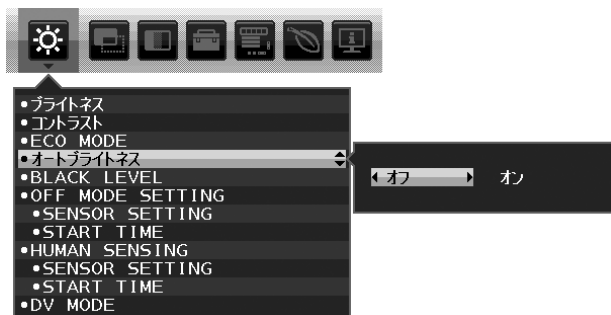 ●ブライトネス
●コントラスト
●ECO MODE
●オートブライトネス
●BLACK LEVEL
●OFF MODE SETTING
●SENSOR SETTING
●START TIME
●HUMAN SENSING
●SENSOR SETTING
●START TIME
●DV MODE
オフ オン